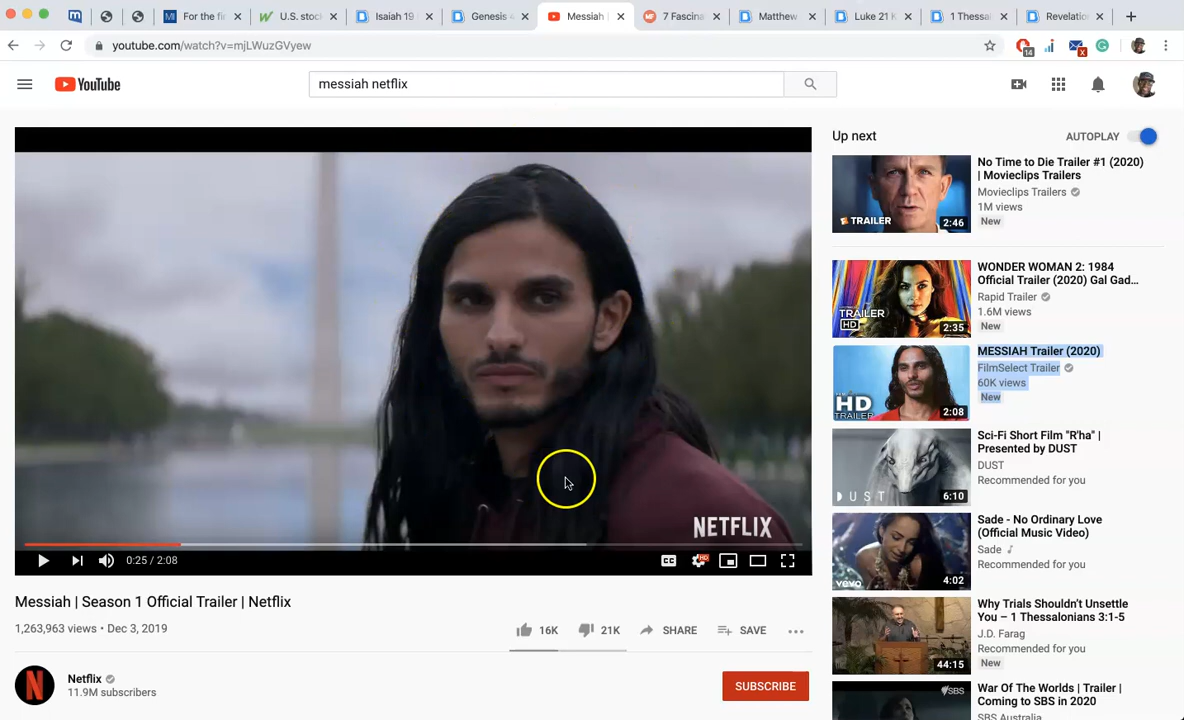 For the fi
U.S. stoc
Isaiah 19
Genesis 4
Messiah
7 Fascina
Matthew
Luke 21 K
1 Thessal
Revelation
youtube.com/watch?v=mjLWuzGVyew
14
YouTube
messiah netflix
Up next
AUTOPLAY
TRAILER
2:46
No Time to Die Trailer #1 (2020)
| Movieclips Trailers
Movieclips Trailers
1M views
New
TRAILER
HD
2:35
WONDER WOMAN 2: 1984
Official Trailer (2020) Gal Gad...
Rapid Trailer
1.6M views
New
HD
TRAILER
2:08
MESSIAH Trailer (2020)
FilmSelect Trailer
60K views
New
DUST
6:10
Sci-Fi Short Film "R'ha" |
Presented by DUST
DUST
Recommended for you
vevo
4:02
Sade - No Ordinary Love
(Official Music Video)
Sade
Recommended for you
44:15
Why Trials Shouldn't Unsettle
You – 1 Thessalonians 3:1-5
J.D. Farag
Recommended for you
New
SBS
War Of The Worlds | Trailer |
Coming to SBS in 2020
SBS Australia
NETFLIX
0:25 / 2:08
CC
HD
Messiah | Season 1 Official Trailer | Netflix
1,263,963 views • Dec 3, 2019
16K
21K
SHARE
SAVE
N
Netflix
11.9M subscribers
SUBSCRIBE